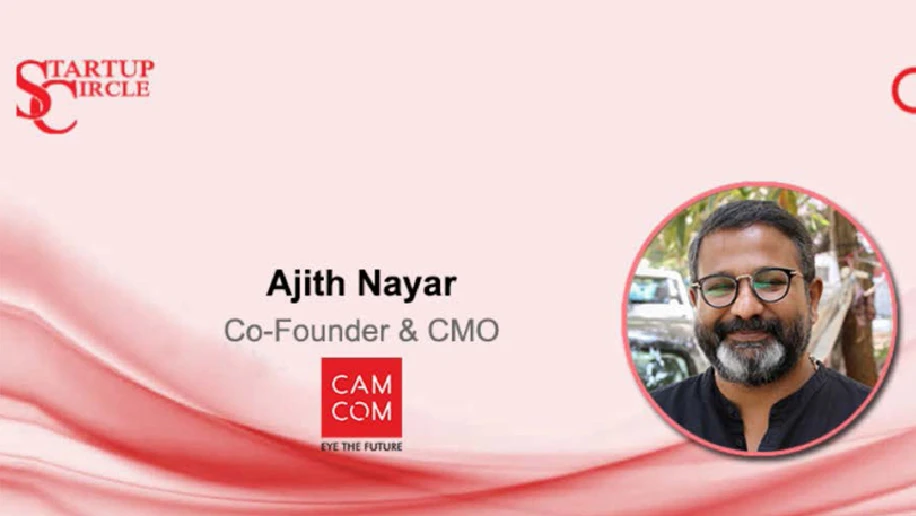 STARTUP
CIRCLE
Ajith Nayar
Co-Founder & CMO
CAM
COM
EYE THE FUTURE